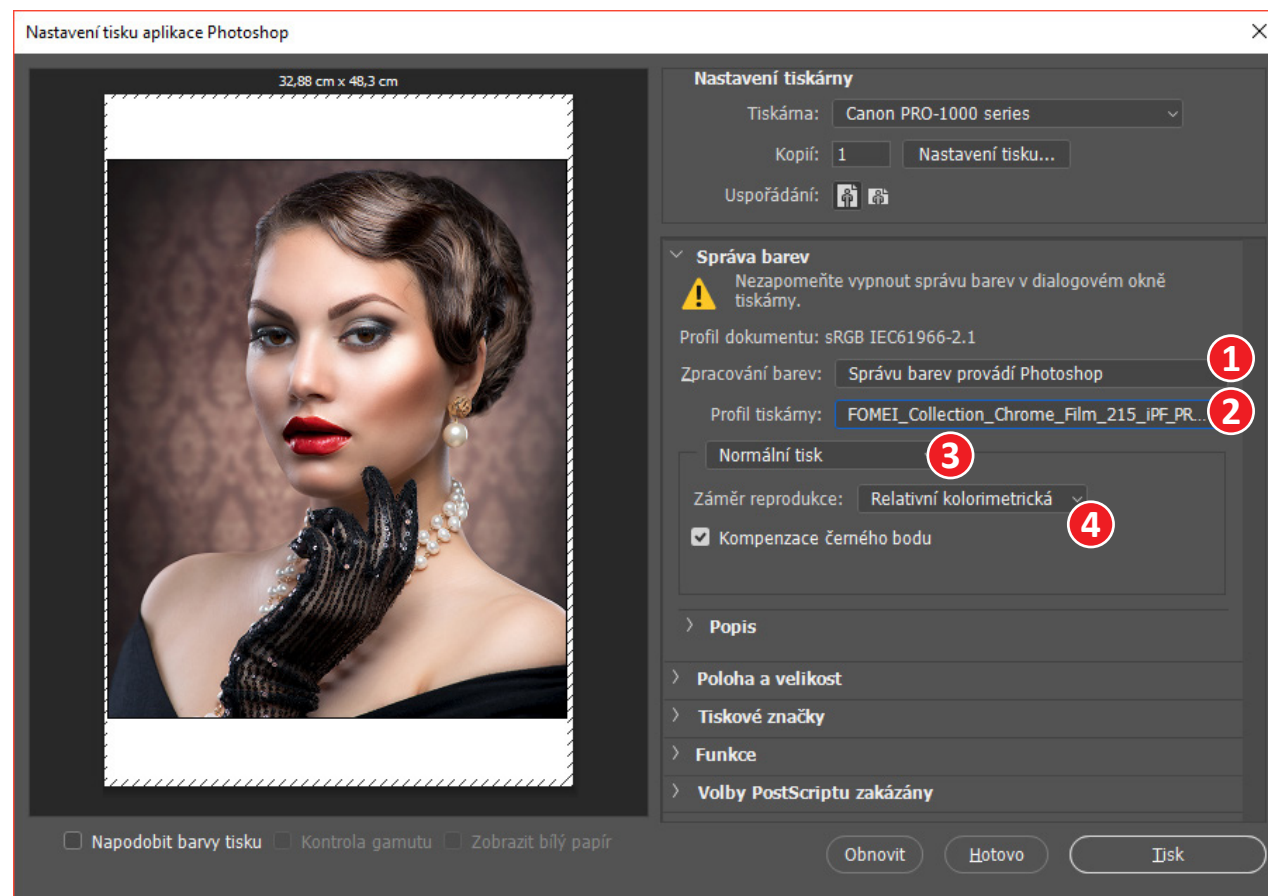 Nastavení tisku aplikace Photoshop
32,88 cm x 48,3 cm
Nastavení tiskárny
Tiskárna: Canon PRO-1000 series
Kopií: 1 Nastavení tisku...
Uspořádání:
Správa barev
Nezapomeňte vypnout správu barev v dialogovém okně
tiskárny.
Profil dokumentu: sRGB IEC61966-2.1
1
Zpracování barev: Správu barev provádí Photoshop
Profil tiskárny: FOMEI_Collection_Chrome_Film_215_iPF_PR... 2
Normální tisk 3
Záměr reprodukce: Relativní kolorimetrická
4
Kompenzace černého bodu
Popis
Poloha a velikost
Tiskové značky
Funkce
Volby PostScriptu zakázány
Napodobit barvy tisku Kontrola gamutu Zobrazit bílý papír
Obnovit Hotovo Tisk